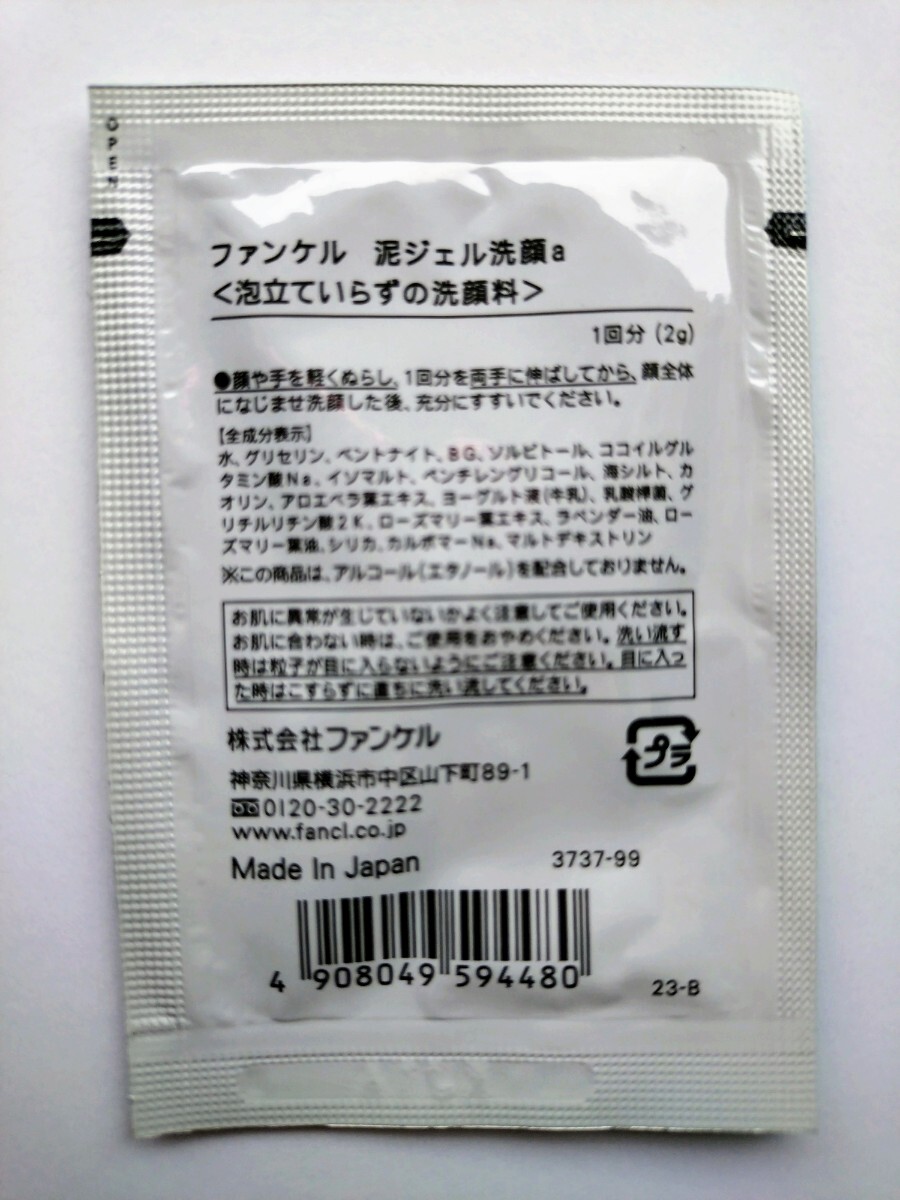 OPEN
ファンケル 泥ジェル洗顔a
<泡立ていらずの洗顔料>
1回分 (2g)
●顔や手を軽くぬらし、1回分を両手に伸ばしてから、顔全体
になじませ洗顔した後、充分にすすいでください。
【全成分表示】
水、グリセリン、ベントナイト、BG、ソルビトール、ココイルグル
タミン酸Na、イソマルト、ペンチレングリコール、海シルト、カ
オリン、アロエベラ葉エキス、ヨーグルト液(牛乳)、乳酸桿菌、グ
リチルリチン酸2K、ローズマリー葉エキス、ラベンダー油、ロー
ズマリー葉油、シリカ、カルボマーNa、マルトデキストリン
※この商品は、アルコール(エタノール)を配合しておりません。
お肌に異常が生じていないかよく注意してご使用ください。
お肌に合わない時は、ご使用をおやめください。洗い流す
時は粒子が目に入らないようにご注意ください。目に入っ
た時はこすらずに直ちに洗い流してください。
株式会社ファンケル
プラ
神奈川県横浜市中区山下町89-1
0120-30-2222
www.fancl.co.jp
Made In Japan 3737-99
4 908049 594480
23-B